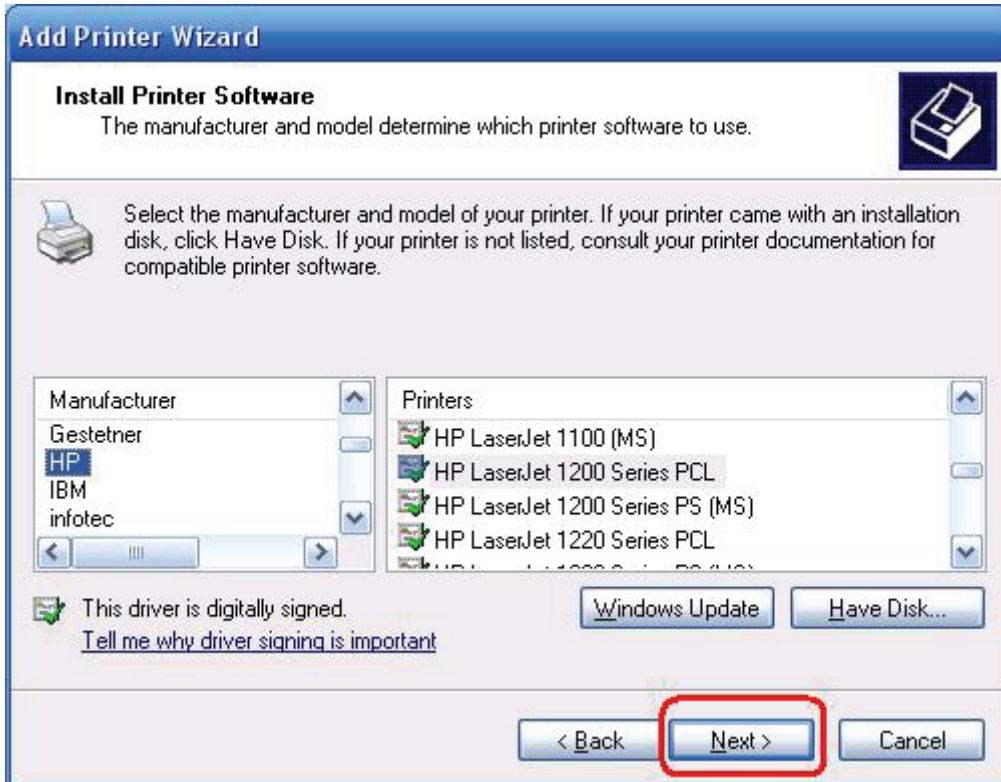 Add Printer Wizard
Install Printer Software
The manufacturer and model determine which printer software to use.
Select the manufacturer and model of your printer. If your printer came with an installation
disk, click Have Disk. If your printer is not listed, consult your printer documentation for
compatible printer software.
Manufacturer
Gestetner
HP
IBM
infotec
Printers
HP LaserJet 1100 (MS)
HP LaserJet 1200 Series PCL
HP LaserJet 1200 Series PS (MS)
HP LaserJet 1220 Series PCL
This driver is digitally signed.
Tell me why driver signing is important
Windows Update
Have Disk...
< Back
Next >
Cancel